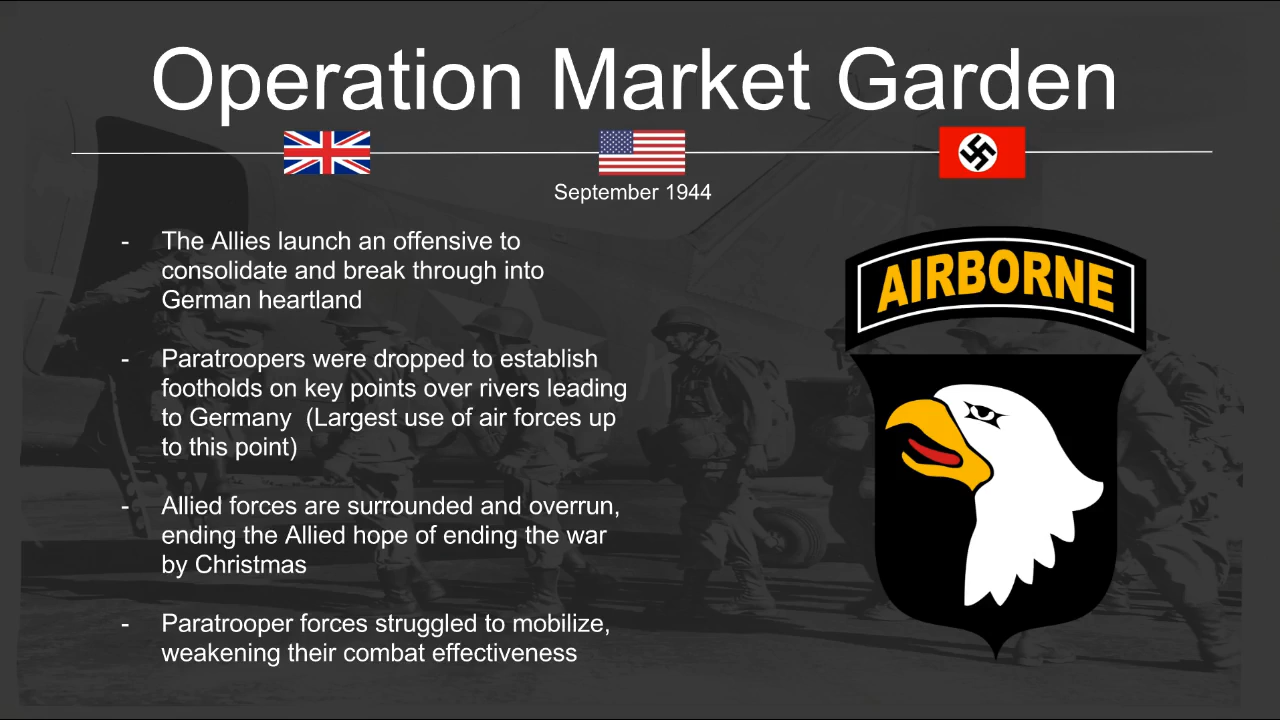 Operation Market Garden
September 1944
- The Allies launch an offensive to
consolidate and break through into
German heartland
- Paratroopers were dropped to establish
footholds on key points over rivers leading
to Germany (Largest use of air forces up
to this point)
- Allied forces are surrounded and overrun,
ending the Allied hope of ending the war
by Christmas
- Paratrooper forces struggled to mobilize,
weakening their combat effectiveness
AIRBORNE